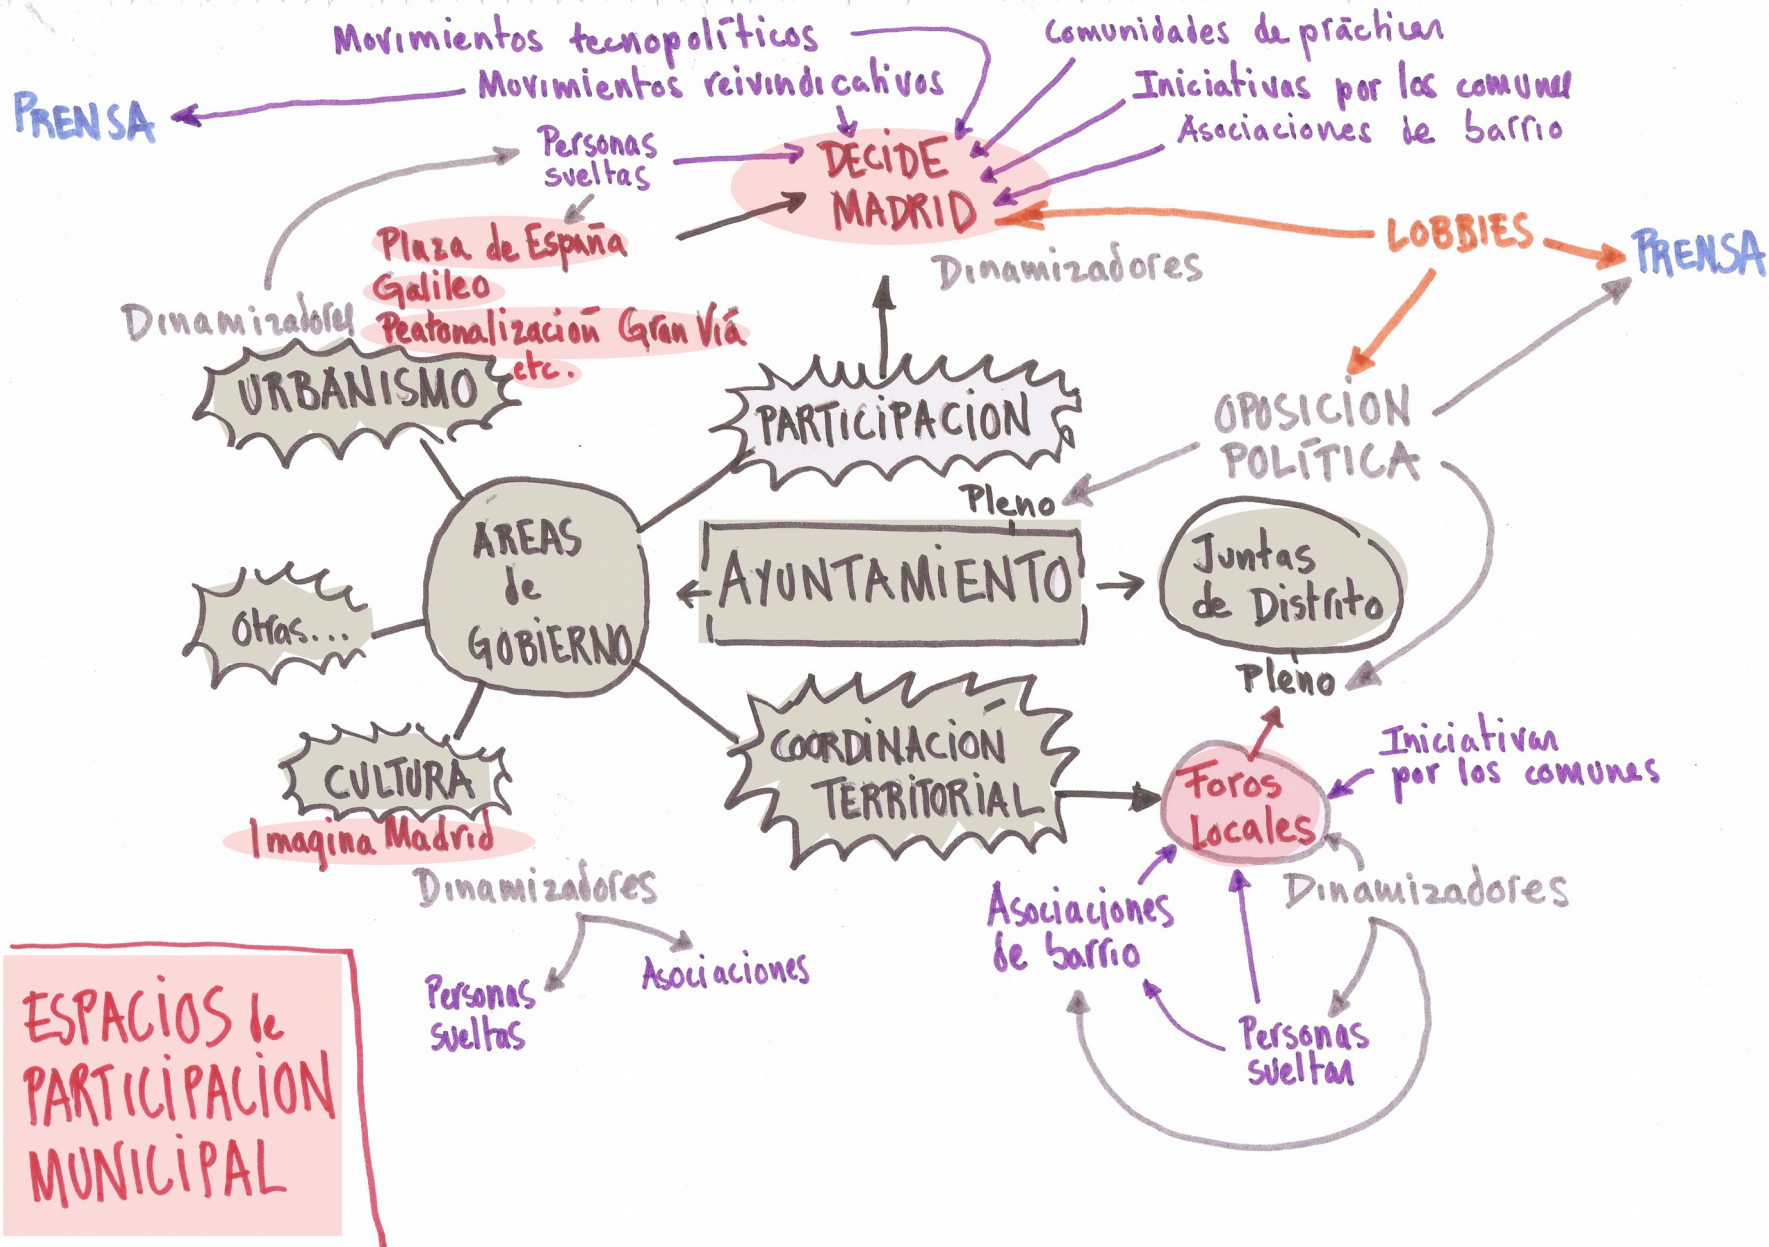 Movimientos tecnopolíticos
Comunidades de prácticas
Movimientos reivindicativos
Iniciativas por los comunes
PRENSA
Asociaciones de barrio
Personas
sueltas
DECIDE
MADRID
Plaza de España
LOBBIES
PRENSA
Galileo
Dinamizadores
Dinamizadores
Peatonalización Gran Vía
etc.
URBANISMO
PARTICIPACION
OPOSICION
POLÍTICA
Pleno
AREAS
de
GOBIERNO
AYUNTAMIENTO
Juntas
de Distrito
Otras...
Pleno
CULTURA
COORDINACION
TERRITORIAL
Iniciativas
por los comunes
Foros
Locales
Imagina Madrid
Dinamizadores
Dinamizadores
Asociaciones
de barrio
Personas
sueltas
Asociaciones
Personas
sueltas
ESPACIOS de
PARTICIPACION
MUNICIPAL